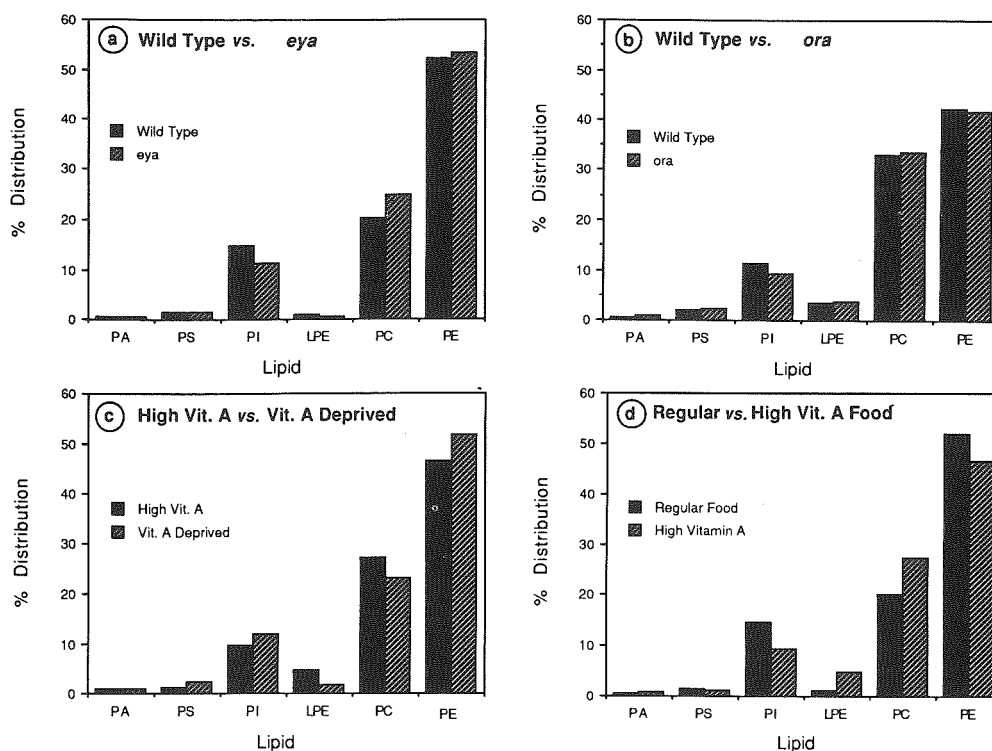 a Wild Type vs. eya
60
50
40
30
20
10
0
% Distribution
Wild Type
eya
PA PS PI LPE PC PE
Lipid
b Wild Type vs. ora
60
50
40
30
20
10
0
% Distribution
Wild Type
ora
PA PS PI LPE PC PE
Lipid
c High Vit. A vs. Vit. A Deprived
60
50
40
30
20
10
0
% Distribution
High Vit. A
Vit. A Deprived
PA PS PI LPE PC PE
Lipid
d Regular vs. High Vit. A Food
60
50
40
30
20
10
0
% Distribution
Regular Food
High Vitamin A
PA PS PI LPE PC PE
Lipid